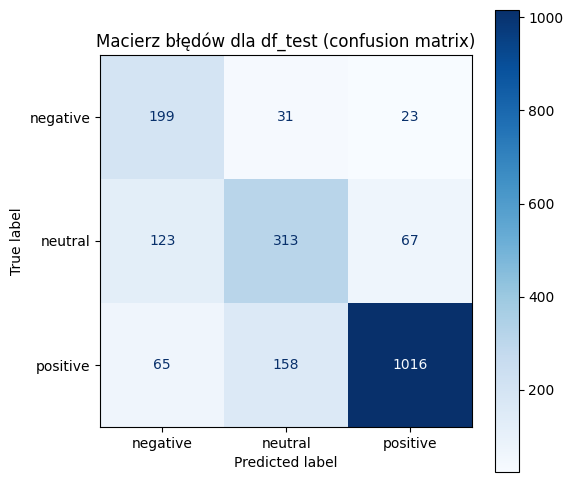 Macierz błędów dla df_test (confusion matrix)
negative
199
31
23
neutral
123
313
67
positive
65
158
1016
negative
neutral
positive
Predicted label
True label
1000
800
600
400
200